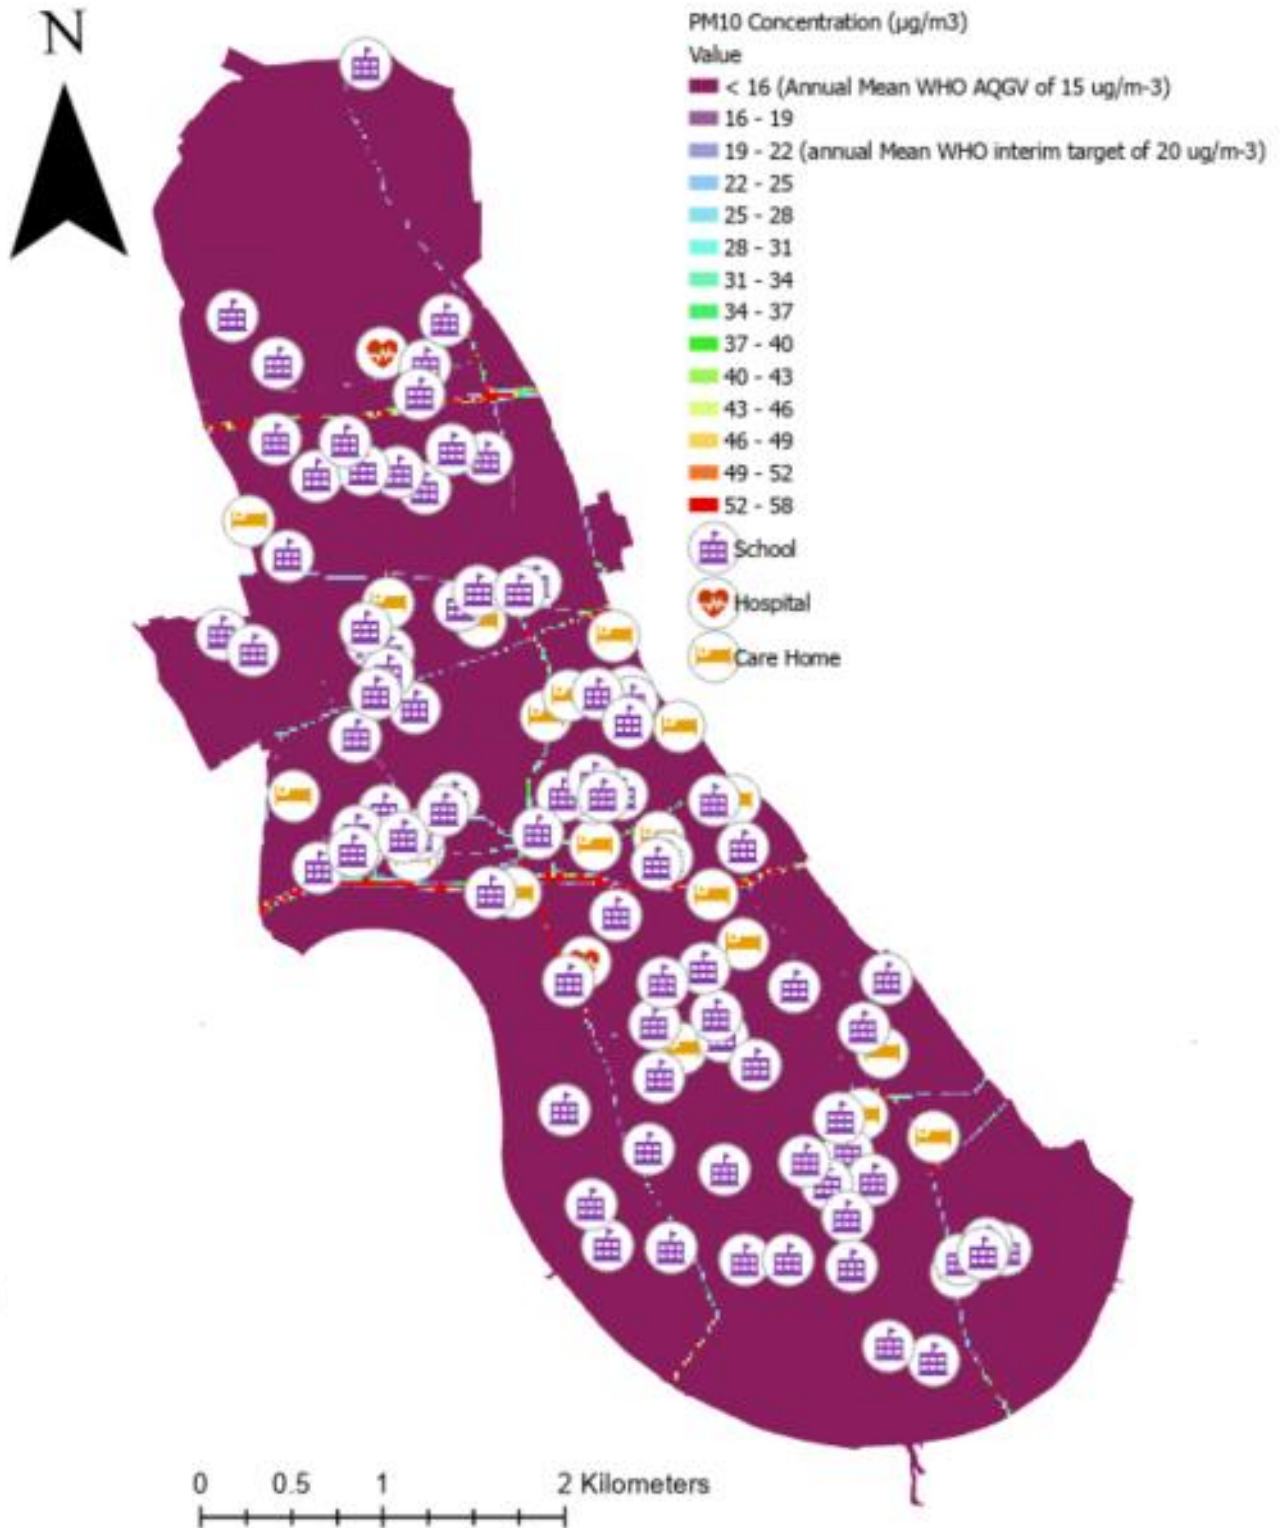 N
PM10 Concentration (µg/m3)
Value
< 16 (Annual Mean WHO AQGV of 15 ug/m-3)
16 - 19
19 - 22 (annual Mean WHO interim target of 20 ug/m-3)
22 - 25
25 - 28
28 - 31
31 - 34
34 - 37
37 - 40
40 - 43
43 - 46
46 - 49
49 - 52
52 - 58
School
Hospital
Care Home
0 0.5 1 2 Kilometers